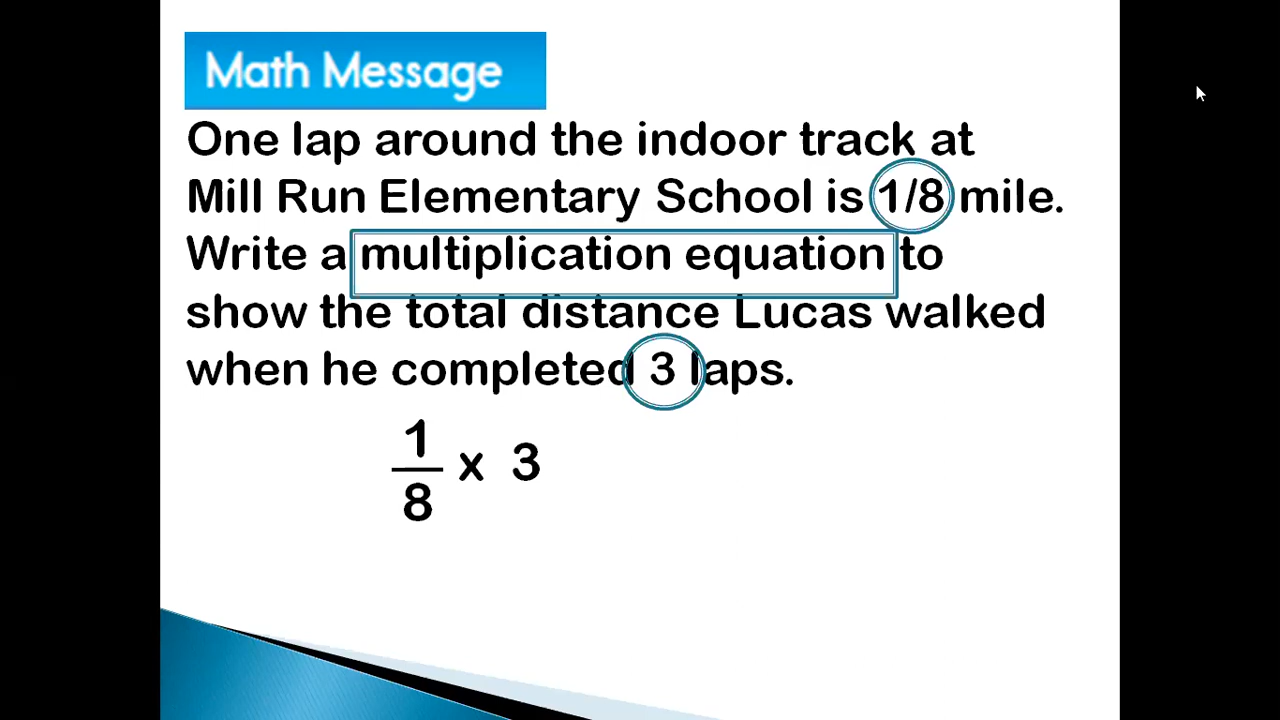 Math Message
One lap around the indoor track at
Mill Run Elementary School is 1/8 mile.
Write a multiplication equation to
show the total distance Lucas walked
when he completed 3 laps.
1
8
x 3